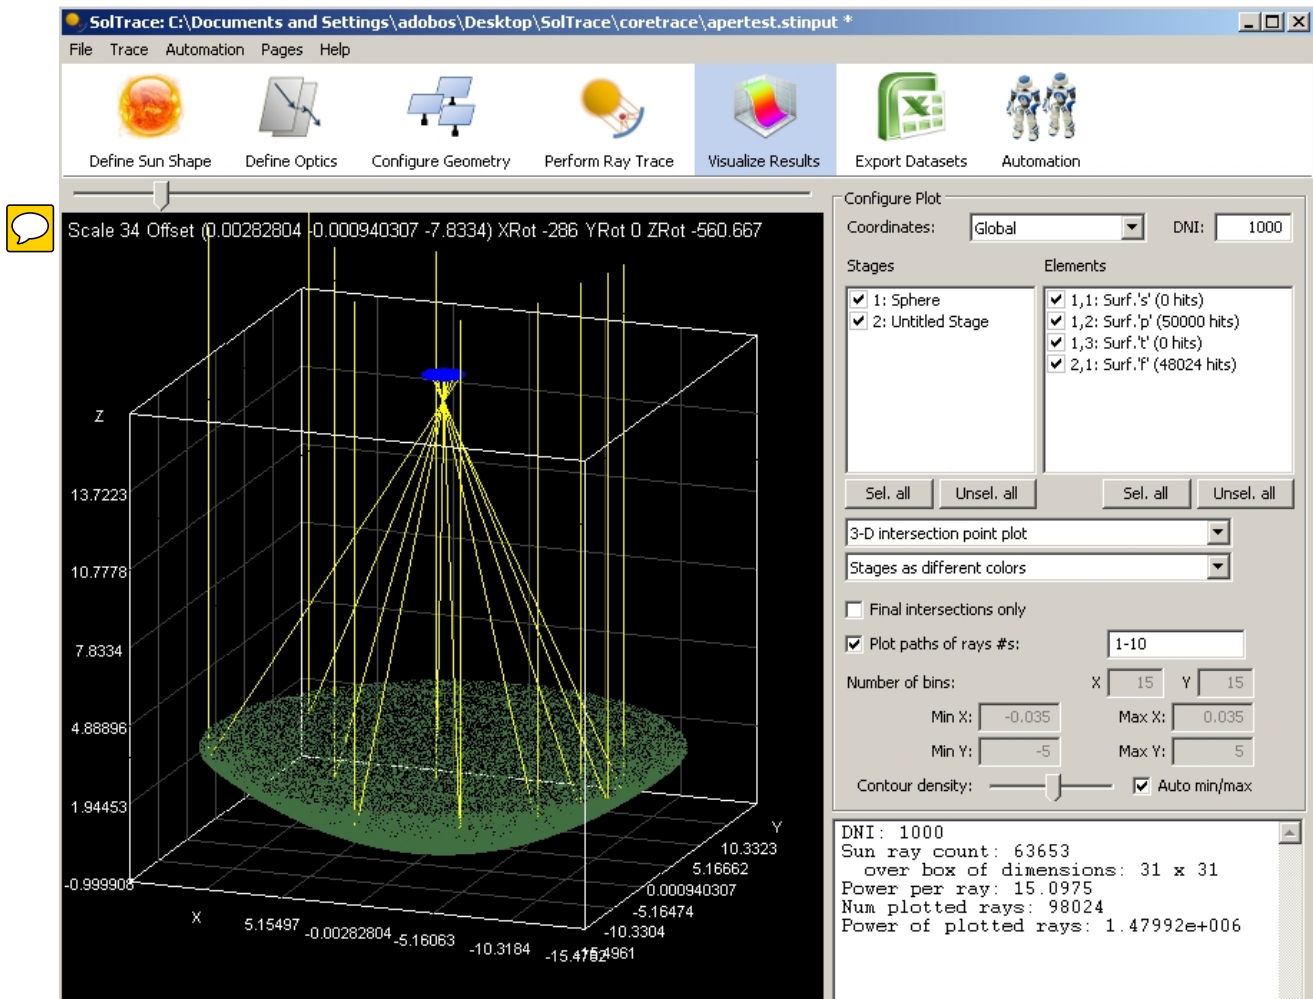 SolTrace: C:\Documents and Settings\adobos\Desktop\SolTrace\coretrace\apertest.stinput *
File Trace Automation Pages Help
Define Sun Shape Define Optics Configure Geometry Perform Ray Trace Visualize Results Export Datasets Automation
Scale 34 Offset (0.00282804 -0.000940307 -7.8334) XRot -286 YRot 0 ZRot -560.667
Z
13.7223
10.7778
7.8334
4.88896
1.94453
-0.999908
X
5.15497
-0.00282804
-5.16063
-10.3184
-15.4762
Y
10.3323
5.16662
0.000940307
-5.16474
-10.3304
-15.4961
Configure Plot
Coordinates: Global DNI: 1000
Stages Elements
1: Sphere
2: Untitled Stage
1,1: Surf.'s' (0 hits)
1,2: Surf.'p' (50000 hits)
1,3: Surf.'t' (0 hits)
2,1: Surf.'f' (48024 hits)
Sel. all Unsel. all Sel. all Unsel. all
3-D intersection point plot
Stages as different colors
Final intersections only
Plot paths of rays #s: 1-10
Number of bins: X 15 Y 15
Min X: -0.035 Max X: 0.035
Min Y: -5 Max Y: 5
Contour density: Auto min/max
DNI: 1000
Sun ray count: 63653
over box of dimensions: 31 x 31
Power per ray: 15.0975
Num plotted rays: 98024
Power of plotted rays: 1.47992e+006